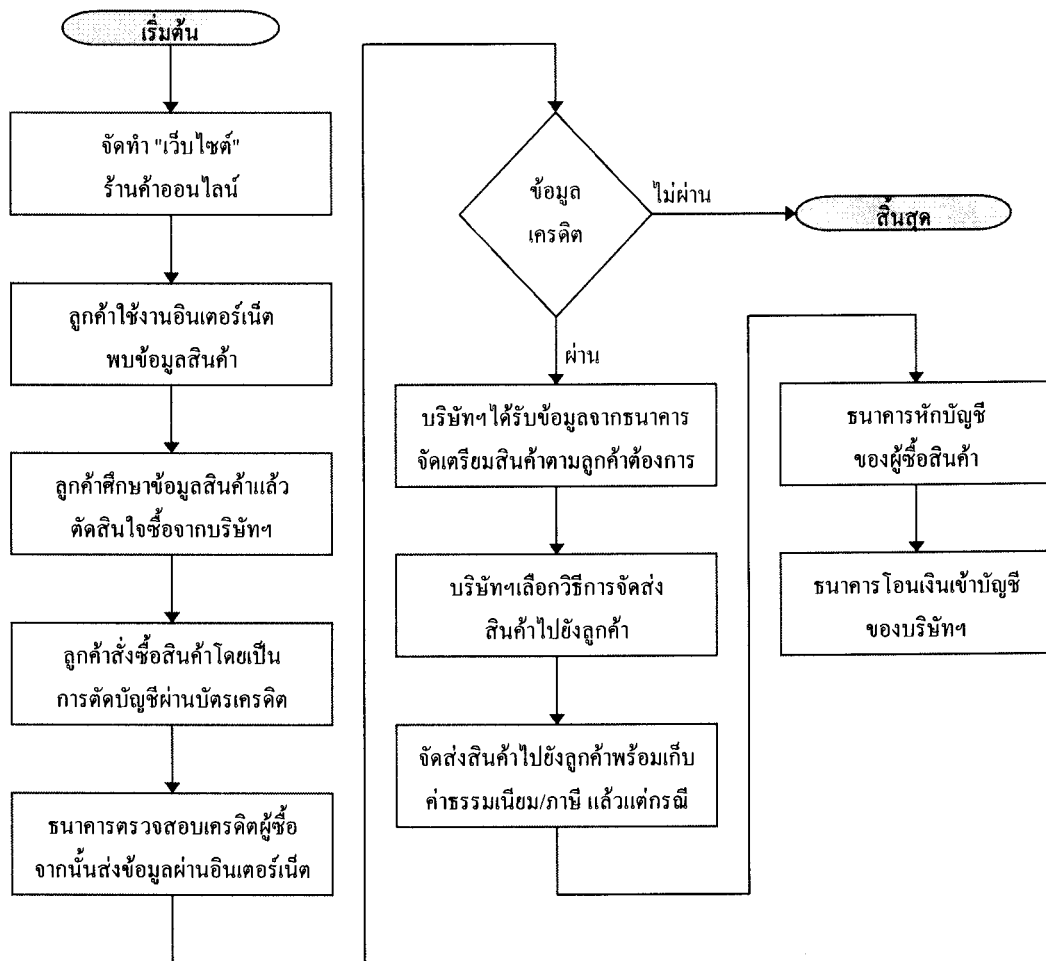 เริ่มต้น
จัดทำ "เว็บไซต์"
ร้านค้าออนไลน์
ลูกค้าใช้งานอินเตอร์เน็ต
พบข้อมูลสินค้า
ลูกค้าศึกษาข้อมูลสินค้าแล้ว
ตัดสินใจซื้อจากบริษัทฯ
ลูกค้าสั่งซื้อสินค้าโดยเป็น
การตัดบัญชีผ่านบัตรเครดิต
ธนาคารตรวจสอบเครดิตผู้ซื้อ
จากนั้นส่งข้อมูลผ่านอินเตอร์เน็ต
ข้อมูล
เครดิต
ไม่ผ่าน
สิ้นสุด
ผ่าน
บริษัทฯได้รับข้อมูลจากธนาคาร
จัดเตรียมสินค้าตามลูกค้าต้องการ
บริษัทฯเลือกวิธีการจัดส่ง
สินค้าไปยังลูกค้า
จัดส่งสินค้าไปยังลูกค้าพร้อมเก็บ
ค่าธรรมเนียม/ภาษี แล้วแต่กรณี
ธนาคารหักบัญชี
ของผู้ซื้อสินค้า
ธนาคารโอนเงินเข้าบัญชี
ของบริษัทฯ